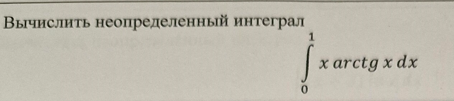 Вычислить неопределенный интеграл
1
∫ x arctg x dx
0